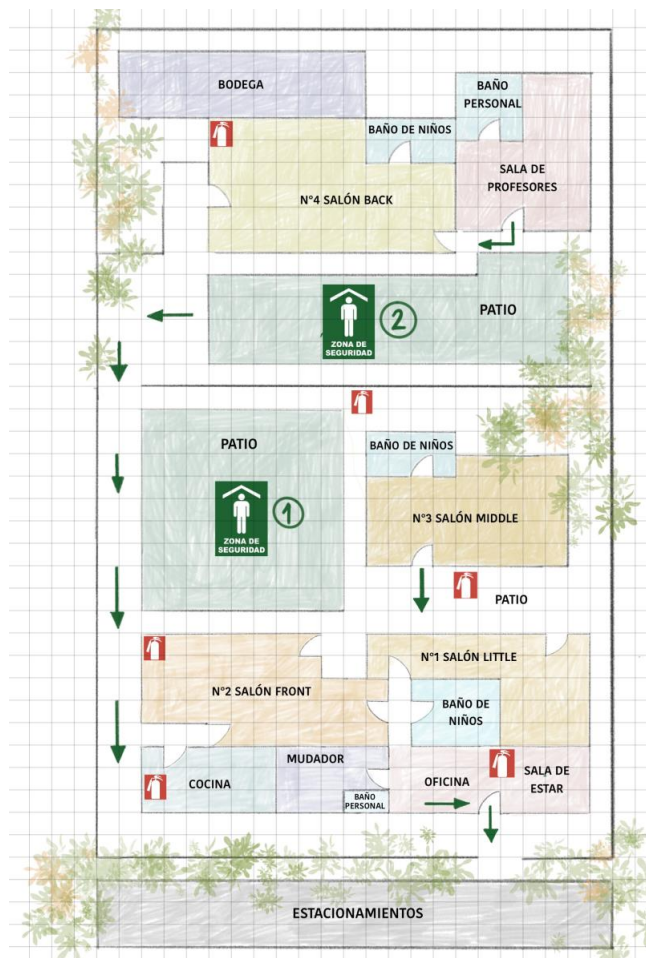 BODEGA
BAÑO
PERSONAL
BAÑO DE NIÑOS
SALA DE
PROFESORES
N°4 SALÓN BACK
ZONA DE
SEGURIDAD
2
PATIO
PATIO
BAÑO DE NIÑOS
ZONA DE
SEGURIDAD
1
N°3 SALÓN MIDDLE
PATIO
N°1 SALÓN LITTLE
N°2 SALÓN FRONT
BAÑO DE
NIÑOS
MUDADOR
COCINA
OFICINA
SALA DE
ESTAR
BAÑO
PERSONAL
ESTACIONAMIENTOS